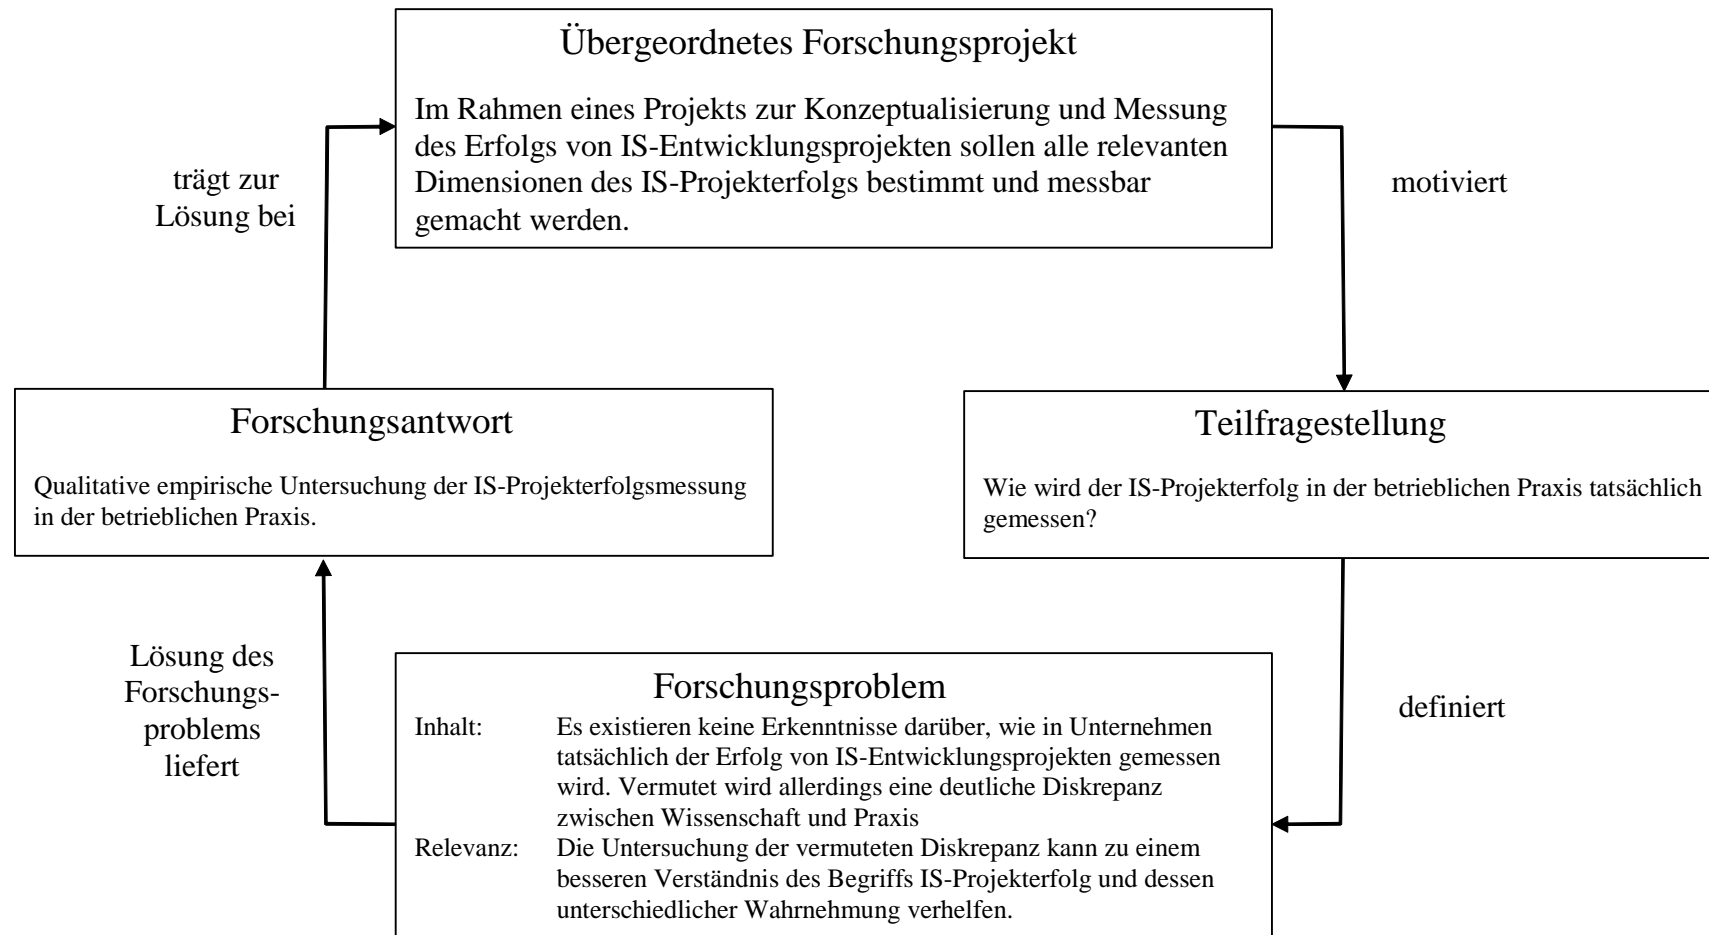 Übergeordnetes Forschungsprojekt
Im Rahmen eines Projekts zur Konzeptualisierung und Messung
des Erfolgs von IS-Entwicklungsprojekten sollen alle relevanten
Dimensionen des IS-Projekterfolgs bestimmt und messbar
gemacht werden.
trägt zur
Lösung bei
motiviert
Forschungsantwort
Qualitative empirische Untersuchung der IS-Projekterfolgsmessung
in der betrieblichen Praxis.
Teilfragestellung
Wie wird der IS-Projekterfolg in der betrieblichen Praxis tatsächlich
gemessen?
Lösung des
Forschungs-
problems
liefert
definiert
Forschungsproblem
Inhalt: Es existieren keine Erkenntnisse darüber, wie in Unternehmen
tatsächlich der Erfolg von IS-Entwicklungsprojekten gemessen
wird. Vermutet wird allerdings eine deutliche Diskrepanz
zwischen Wissenschaft und Praxis
Relevanz: Die Untersuchung der vermuteten Diskrepanz kann zu einem
besseren Verständnis des Begriffs IS-Projekterfolg und dessen
unterschiedlicher Wahrnehmung verhelfen.